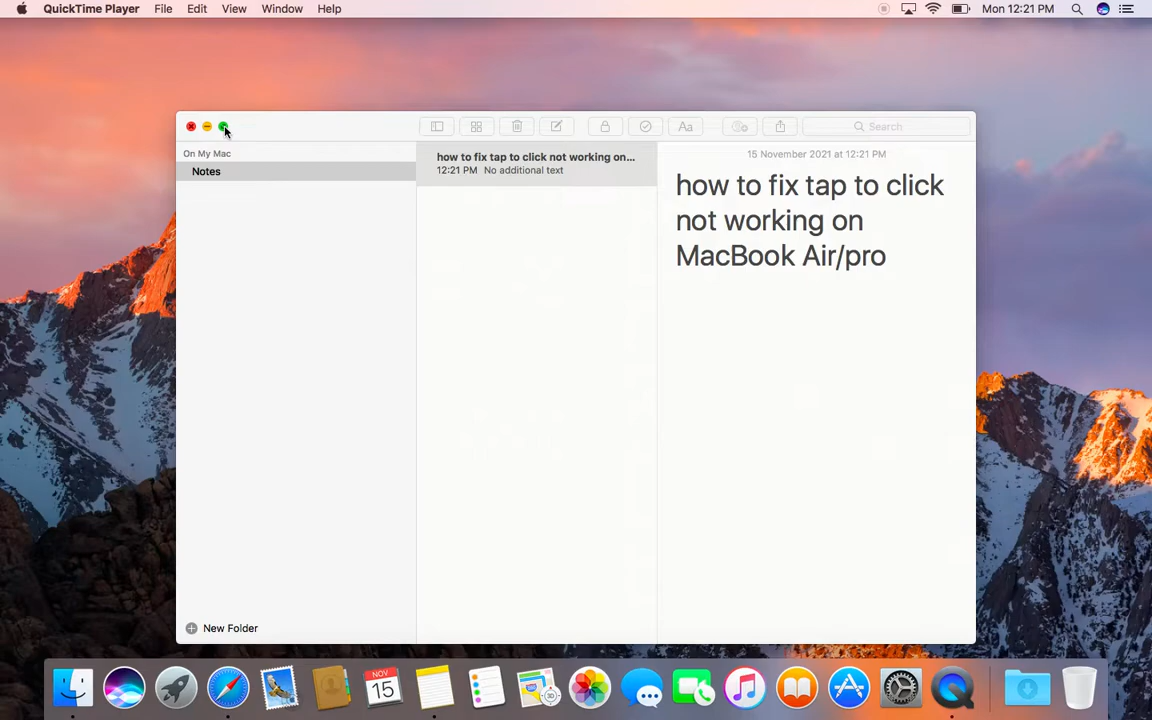 QuickTime Player File Edit View Window Help Mon 12:21 PM
Search
On My Mac
Notes
how to fix tap to click not working on...
12:21 PM No additional text
15 November 2021 at 12:21 PM
how to fix tap to click
not working on
MacBook Air/pro
New Folder
NOV
15
3D